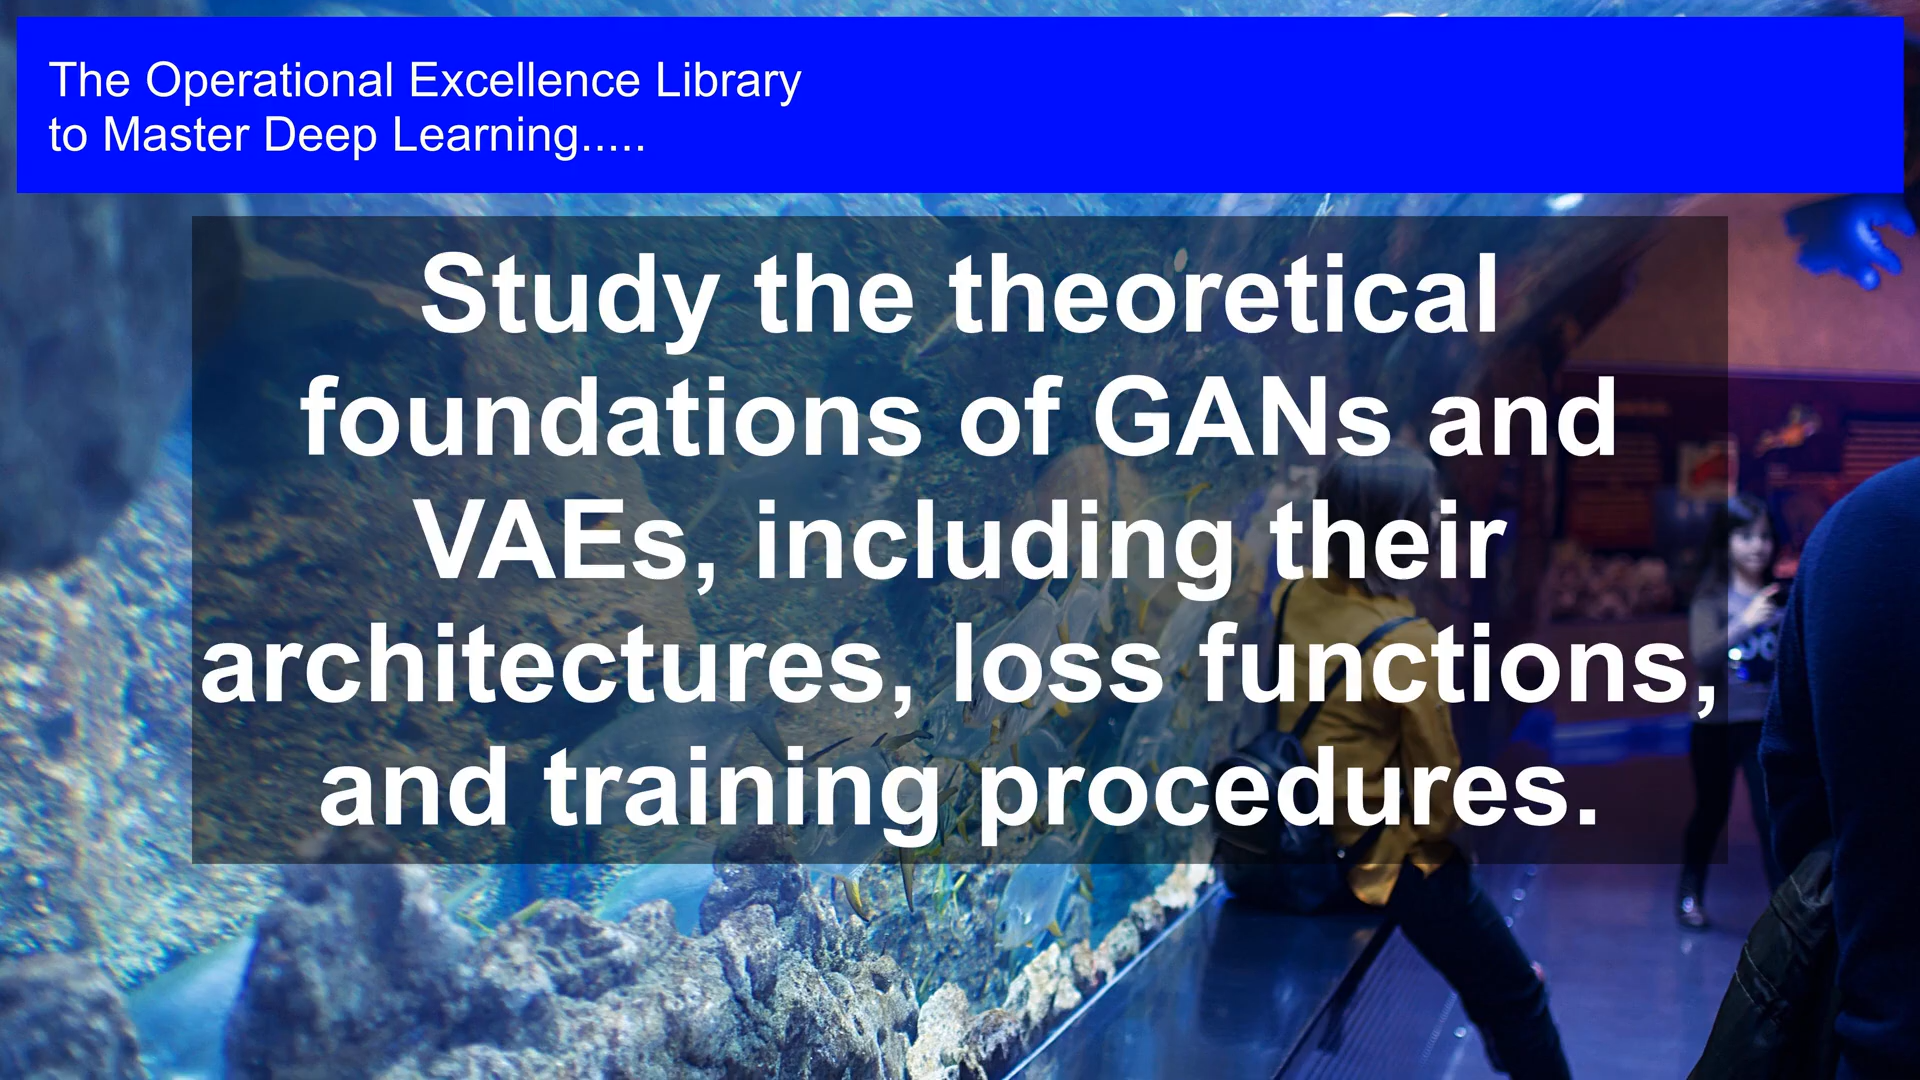 The Operational Excellence Library
to Master Deep Learning.....
Study the theoretical
foundations of GANs and
VAEs, including their
architectures, loss functions,
and training procedures.